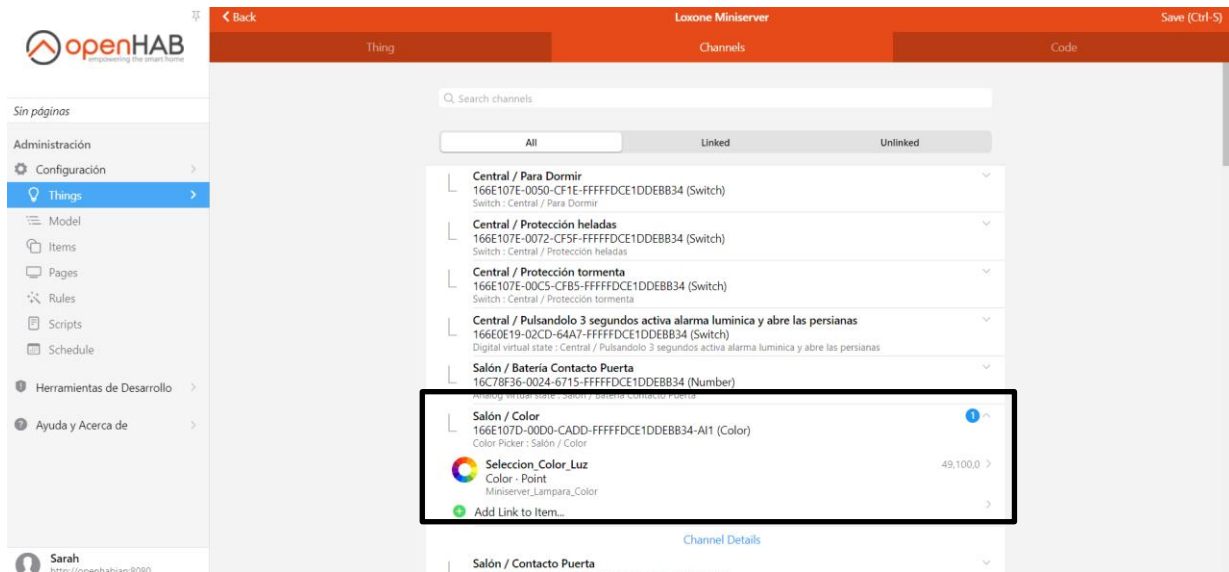 openHAB
empowering the smart home
Sin páginas
Administración
Configuración
Things
Model
Items
Pages
Rules
Scripts
Schedule
Herramientas de Desarrollo
Ayuda y Acerca de
Sarah
http://openhabian:8080
Back
Loxone Miniserver
Save (Ctrl-S)
Thing
Channels
Code
Search channels
All
Linked
Unlinked
Central / Para Dormir
166E107E-0050-CF1E-FFFFFDCE1DDEBB34 (Switch)
Switch : Central / Para Dormir
Central / Protección heladas
166E107E-0072-CF5F-FFFFFDCE1DDEBB34 (Switch)
Switch : Central / Protección heladas
Central / Protección tormenta
166E107E-00C5-CFB5-FFFFFDCE1DDEBB34 (Switch)
Switch : Central / Protección tormenta
Central / Pulsandolo 3 segundos activa alarma luminica y abre las persianas
166E0E19-02CD-64A7-FFFFFDCE1DDEBB34 (Switch)
Digital virtual state : Central / Pulsandolo 3 segundos activa alarma luminica y abre las persianas
Salón / Batería Contacto Puerta
16C78F36-0024-6715-FFFFFDCE1DDEBB34 (Number)
Analog virtual state : Salón / Batería Contacto Puerta
Salón / Color
1
166E107D-00D0-CADD-FFFFFDCE1DDEBB34-AI1 (Color)
Color Picker : Salón / Color
Seleccion_Color_Luz
49,100,0
Color · Point
Miniserver_Lampara_Color
Add Link to Item...
Channel Details
Salón / Contacto Puerta